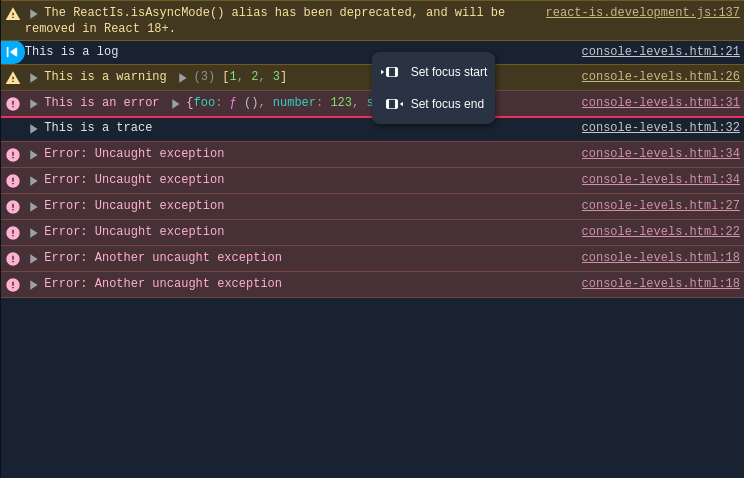 The ReactIs.isAsyncMode() alias has been deprecated, and will be react-is.development.js:137
removed in React 18+.
This is a log console-levels.html:21
Set focus start
This is a warning (3) [1, 2, 3] console-levels.html:26
This is an error {foo: ƒ (), number: 123, console-levels.html:31
Set focus end
This is a trace console-levels.html:32
Error: Uncaught exception console-levels.html:34
Error: Uncaught exception console-levels.html:34
Error: Uncaught exception console-levels.html:27
Error: Uncaught exception console-levels.html:22
Error: Another uncaught exception console-levels.html:18
Error: Another uncaught exception console-levels.html:18